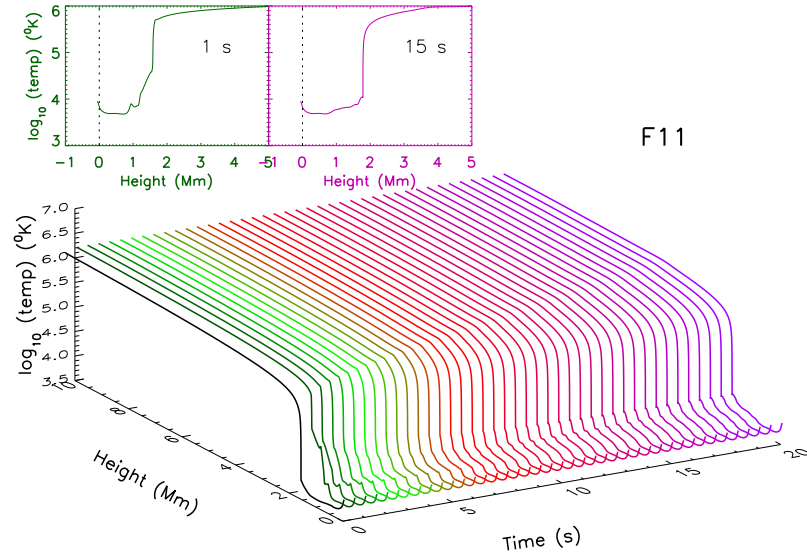 6
5
4
3
log10 (temp) (⁰K)
1 s
15 s
-1 0 1 2 3 4 5
-1 0 1 2 3 4 5
Height (Mm)
Height (Mm)
F11
7.0
6.5
6.0
5.5
5.0
4.5
4.0
3.5
log10 (temp) (⁰K)
10 8 6 4 2 0
Height (Mm)
0 5 10 15 20
Time (s)